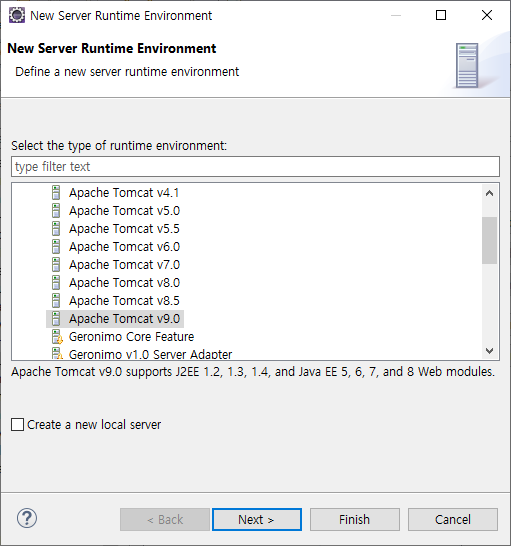 New Server Runtime Environment
New Server Runtime Environment
Define a new server runtime environment
Select the type of runtime environment:
type filter text
Apache Tomcat v4.1
Apache Tomcat v5.0
Apache Tomcat v5.5
Apache Tomcat v6.0
Apache Tomcat v7.0
Apache Tomcat v8.0
Apache Tomcat v8.5
Apache Tomcat v9.0
Geronimo Core Feature
Geronimo v1.0 Server Adapter
Apache Tomcat v9.0 supports J2EE 1.2, 1.3, 1.4, and Java EE 5, 6, 7, and 8 Web modules.
Create a new local server
? < Back Next > Finish Cancel